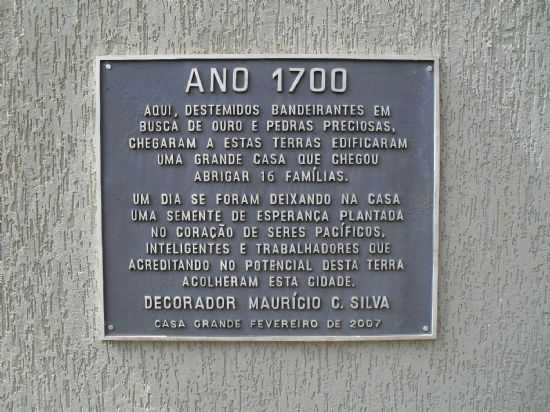 ANO 1700
AQUI, DESTEMIDOS BANDEIRANTES EM
BUSCA DE OURO E PEDRAS PRECIOSAS,
CHEGARAM A ESTAS TERRAS EDIFICARAM
UMA GRANDE CASA QUE CHEGOU
ABRIGAR 16 FAMÍLIAS.
UM DIA SE FORAM DEIXANDO NA CASA
UMA SEMENTE DE ESPERANÇA PLANTADA
NO CORAÇÃO DE SERES PACÍFICOS,
INTELIGENTES E TRABALHADORES QUE
ACREDITANDO NO POTENCIAL DESTA TERRA
ACOLHERAM ESTA CIDADE.
DECORADOR MAURÍCIO C. SILVA
CASA GRANDE FEVEREIRO DE 2007